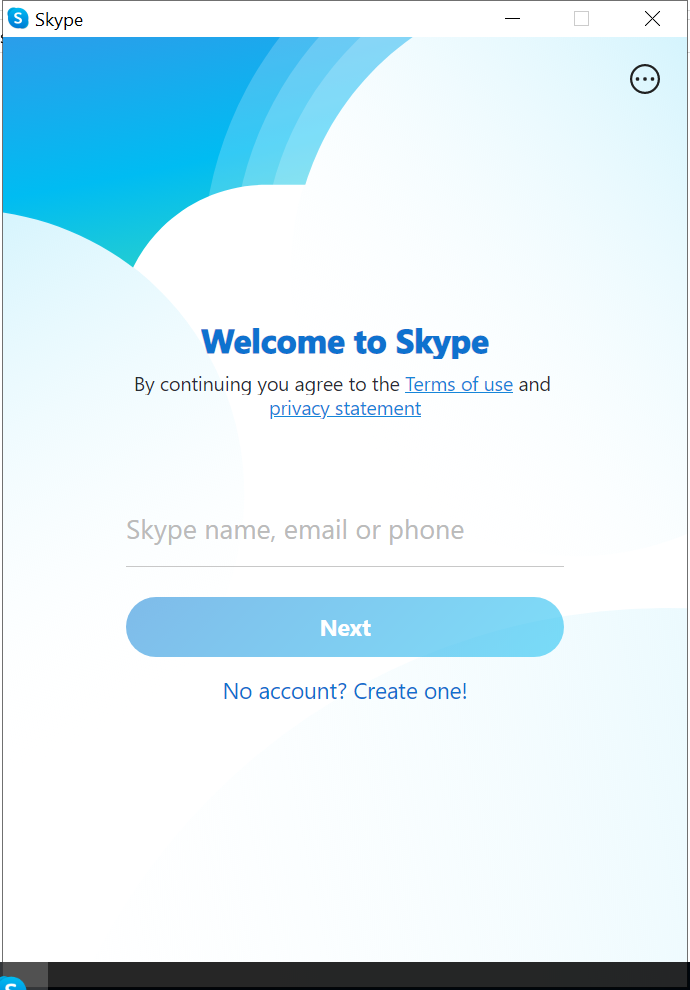 Skype
Welcome to Skype
By continuing you agree to the Terms of use and
privacy statement
Skype name, email or phone
Next
No account? Create one!